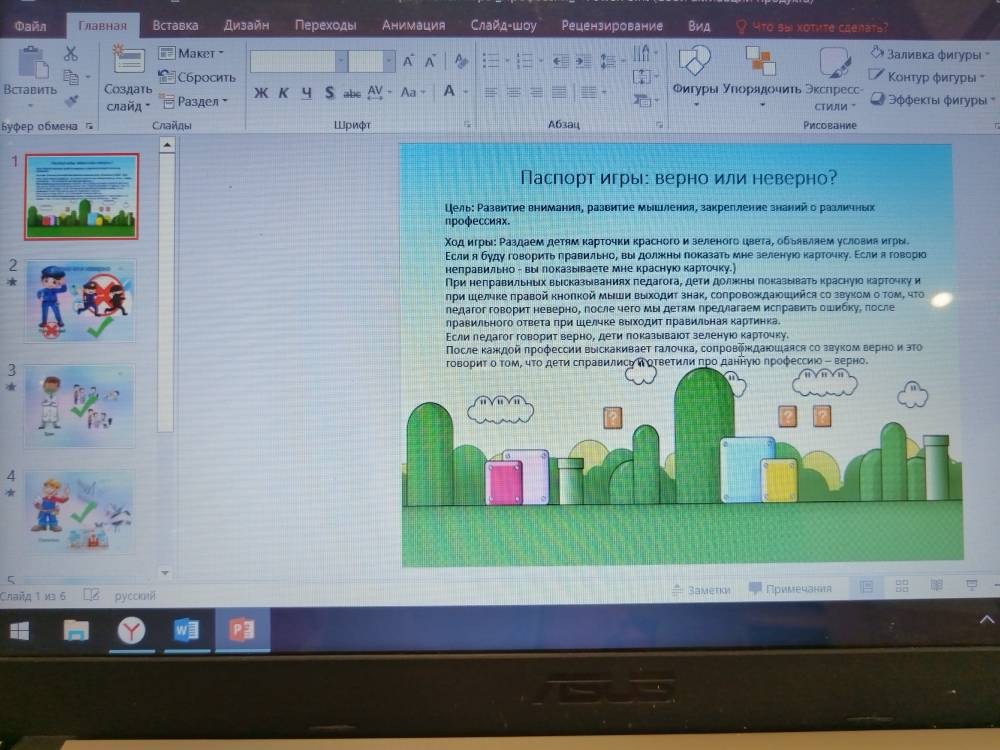 Файл Главная Вставка Дизайн Переходы Анимация Слайд-шоу Рецензирование Вид Что вы хотите сделать?
Вставить
Создать слайд
Макет
Сбросить
Раздел
Ж К Ч S abc AV Aa A
Фигуры Упорядочить Экспресс-стили
Заливка фигуры
Контур фигуры
Эффекты фигуры
Буфер обмена Слайды Шрифт Абзац Рисование
1
2
3
4
5
Паспорт игры: верно или неверно?
Цель: Развитие внимания, развитие мышления, закрепление знаний о различных
профессиях.
Ход игры: Раздаем детям карточки красного и зеленого цвета, объявляем условия игры.
Если я буду говорить правильно, вы должны показать мне зеленую карточку. Если я говорю
неправильно - вы показываете мне красную карточку.)
При неправильных высказываниях педагога, дети должны показывать красную карточку и
при щелчке правой кнопкой мыши выходит знак, сопровождающийся со звуком о том, что
педагог говорит неверно, после чего мы детям предлагаем исправить ошибку, после
правильного ответа при щелчке выходит правильная картинка.
Если педагог говорит верно, дети показывают зеленую карточку.
После каждой профессии выскакивает галочка, сопровождающаяся со звуком верно и это
говорит о том, что дети справились и ответили про данную профессию – верно.
? ? ?
Слайд 1 из 6 русский Заметки Примечания
ASUS